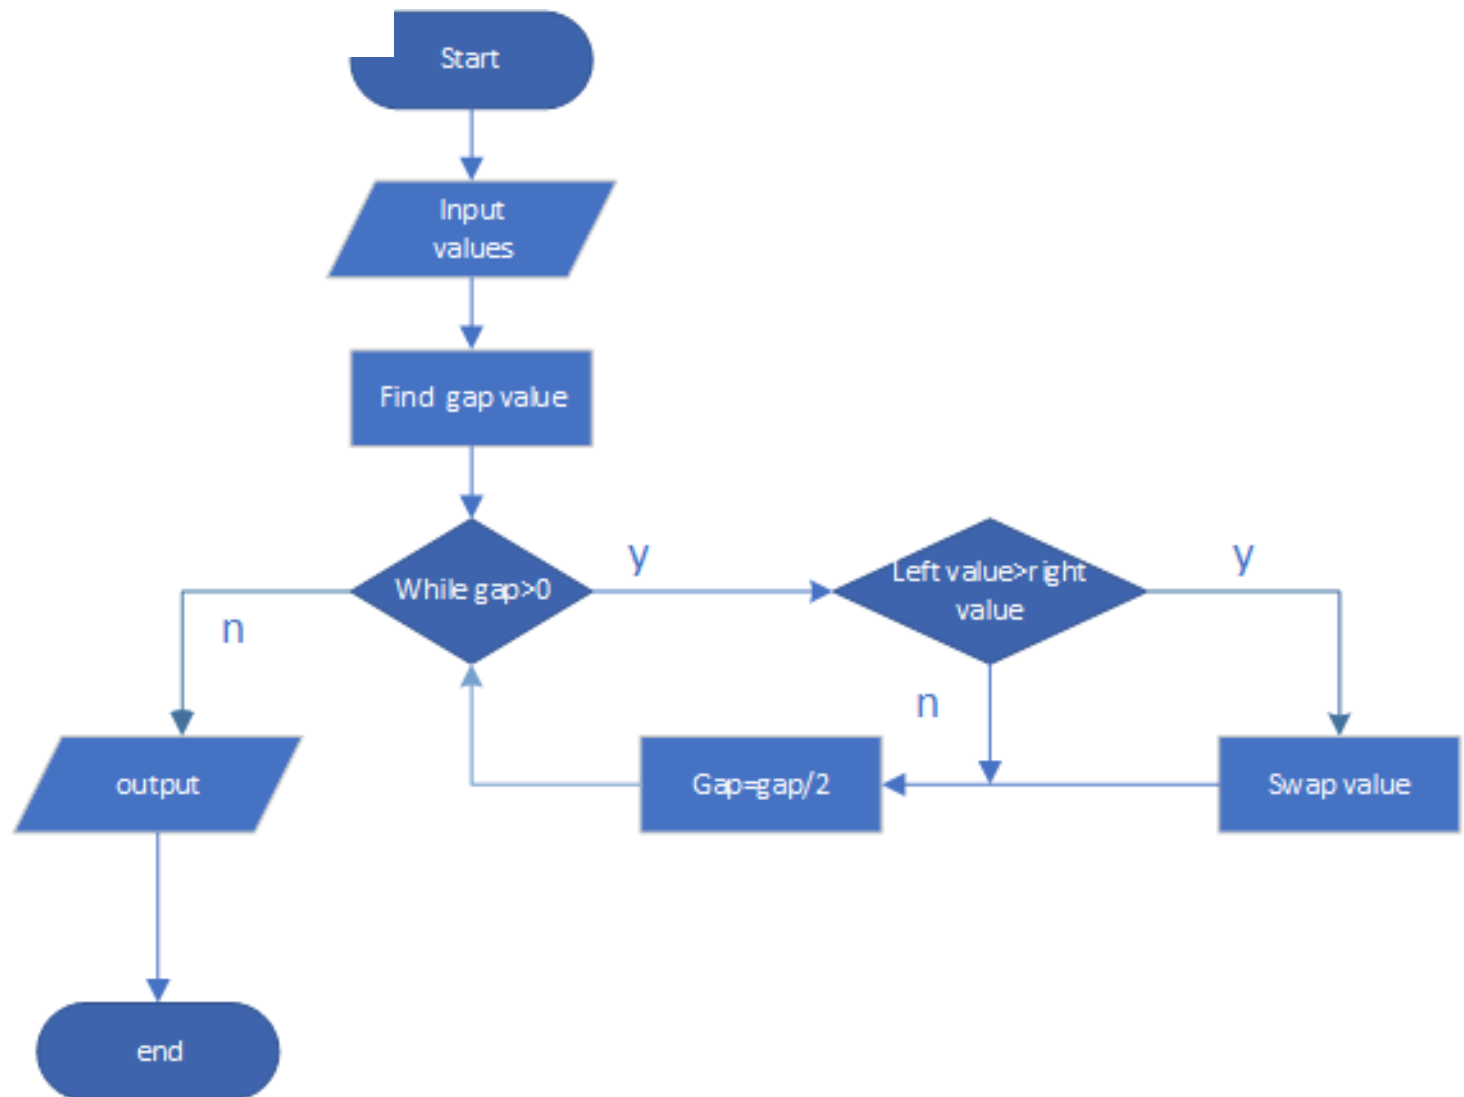 Start
Input
values
Find gap value
While gap>0
y
Left value>right
value
y
n
n
output
Gap=gap/2
Swap value
end